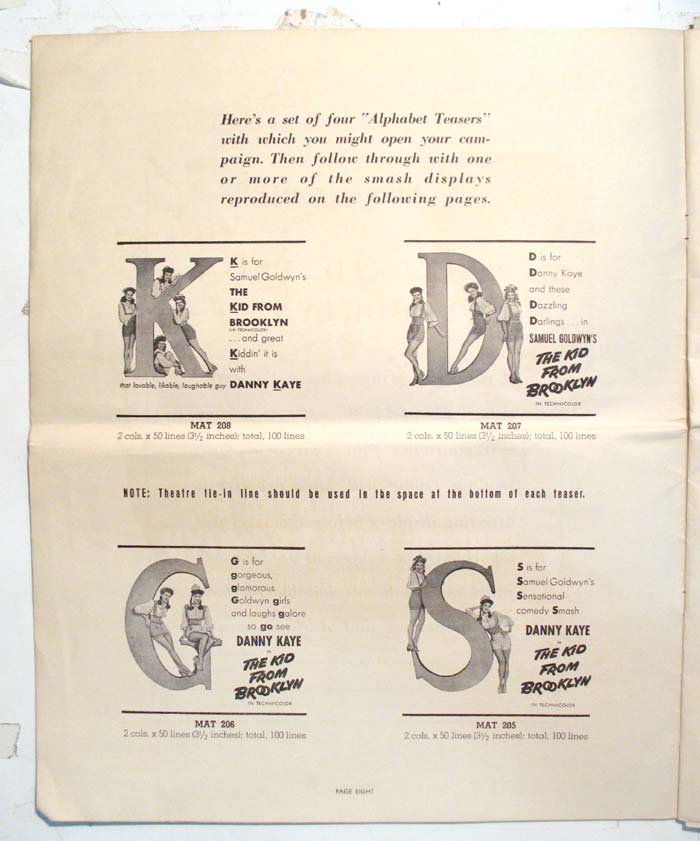 Here's a set of four "Alphabet Teasers"
with which you might open your cam-
paign. Then follow through with one
or more of the smash displays
reproduced on the following pages.
K
K is for
Samuel Goldwyn's
THE
KID FROM
BROOKLYN
(IN TECHNICOLOR)
...and great
Kiddin' it is
with
that lovable, likable, laughable guy DANNY KAYE
MAT 208
2 cols. x 50 lines (3½ inches); total, 100 lines
D
D is for
Danny Kaye
and these
Dazzling
Darlings...in
SAMUEL GOLDWYN'S
THE KID
FROM
BROOKLYN
IN TECHNICOLOR
MAT 207
2 cols. x 50 lines (3½ inches); total, 100 lines
NOTE: Theatre tie-in line should be used in the space at the bottom of each teaser.
G
G is for
gorgeous,
glamorous
Goldwyn girls
and laughs galore
so go see
DANNY KAYE
in
THE KID
FROM
BROOKLYN
IN TECHNICOLOR
MAT 206
2 cols. x 50 lines (3½ inches); total, 100 lines
S
S is for
Samuel Goldwyn's
Sensational
comedy Smash
DANNY KAYE
in
THE KID
FROM
BROOKLYN
IN TECHNICOLOR
MAT 205
2 cols. x 50 lines (3½ inches); total, 100 lines
PAGE EIGHT